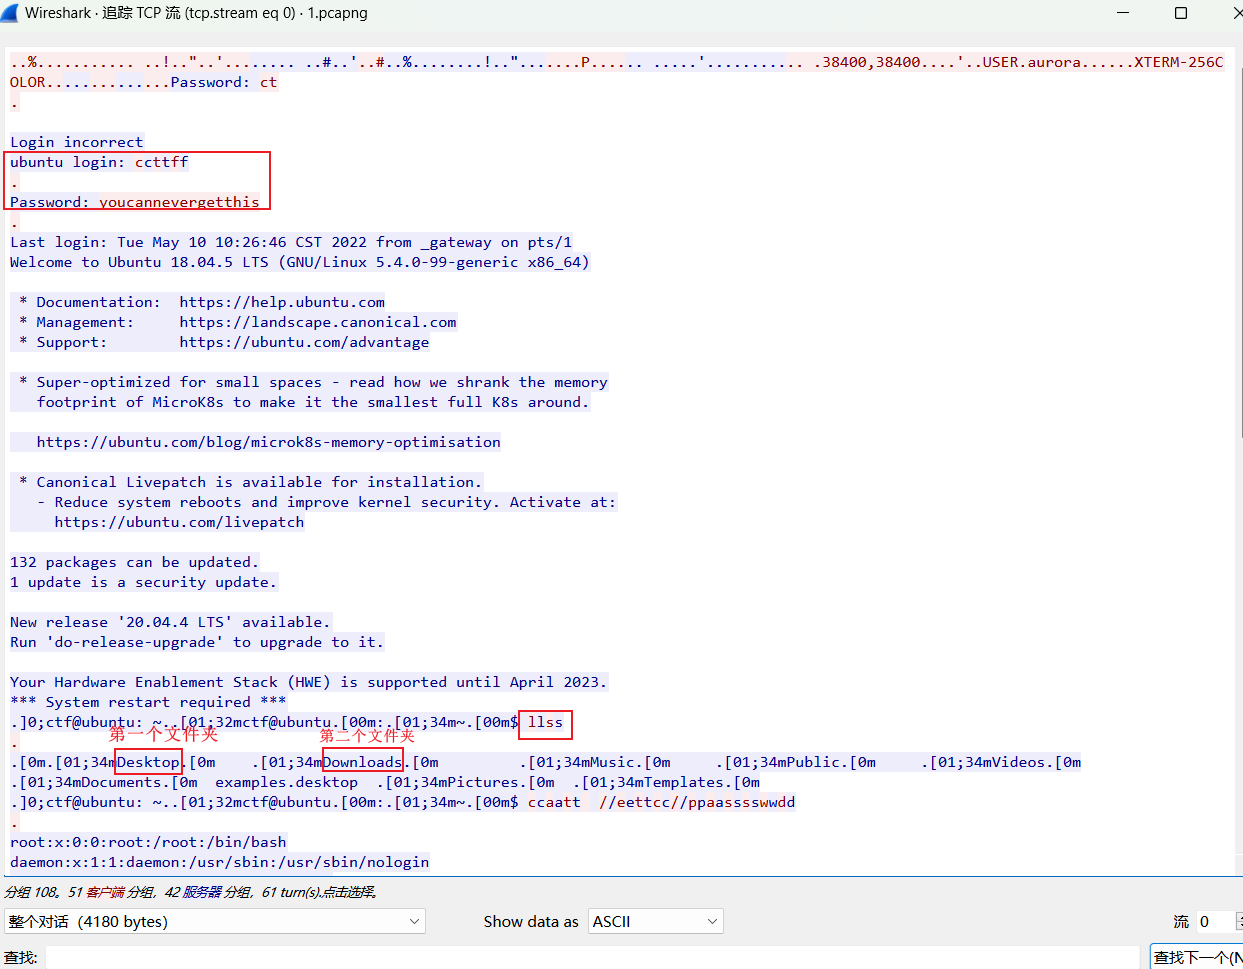 Wireshark · 追踪 TCP 流 (tcp.stream eq 0) · 1.pcapng
..%........... ..!.."..'........ ..#..'..#..%........!..".......P...... .....'........... .38400,38400....'..USER.aurora......XTERM-256C
OLOR..............Password: ct
.
Login incorrect
ubuntu login: ccttff
.
Password: youcannevergetthis
.
Last login: Tue May 10 10:26:46 CST 2022 from _gateway on pts/1
Welcome to Ubuntu 18.04.5 LTS (GNU/Linux 5.4.0-99-generic x86_64)
* Documentation:  https://help.ubuntu.com
* Management:     https://landscape.canonical.com
* Support:        https://ubuntu.com/advantage
* Super-optimized for small spaces - read how we shrank the memory
footprint of MicroK8s to make it the smallest full K8s around.
https://ubuntu.com/blog/microk8s-memory-optimisation
* Canonical Livepatch is available for installation.
- Reduce system reboots and improve kernel security. Activate at:
https://ubuntu.com/livepatch
132 packages can be updated.
1 update is a security update.
New release '20.04.4 LTS' available.
Run 'do-release-upgrade' to upgrade to it.
Your Hardware Enablement Stack (HWE) is supported until April 2023.
*** System restart required ***
.]0;ctf@ubuntu: ~..[01;32mctf@ubuntu.[00m:.[01;34m~.[00m$ llss
第一个文件夹 第二个文件夹
.
.[0m.[01;34mDesktop.[0m    .[01;34mDownloads.[0m         .[01;34mMusic.[0m     .[01;34mPublic.[0m     .[01;34mVideos.[0m
.[01;34mDocuments.[0m  examples.desktop  .[01;34mPictures.[0m  .[01;34mTemplates.[0m
.]0;ctf@ubuntu: ~..[01;32mctf@ubuntu.[00m:.[01;34m~.[00m$ ccaatt  //eettcc//ppaasssswwdd
.
root:x:0:0:root:/root:/bin/bash
daemon:x:1:1:daemon:/usr/sbin:/usr/sbin/nologin
分组 108。51 客户端 分组，42 服务器 分组，61 turn(s).点击选择。
整个对话（4180 bytes） Show data as ASCII 流 0
查找: 查找下一个(N